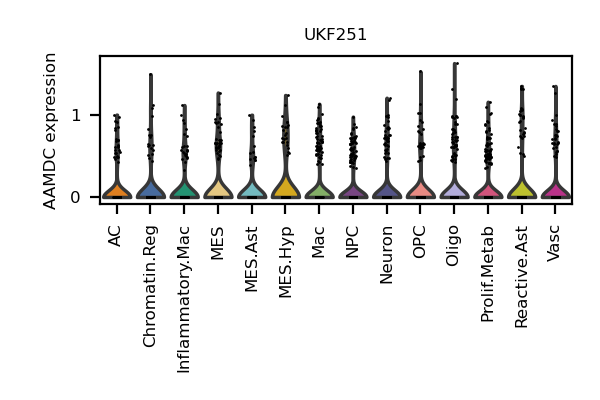 UKF251
AAMDC expression
1
0
AC
Chromatin.Reg
Inflammatory.Mac
MES
MES.Ast
MES.Hyp
Mac
NPC
Neuron
OPC
Oligo
Prolif.Metab
Reactive.Ast
Vasc